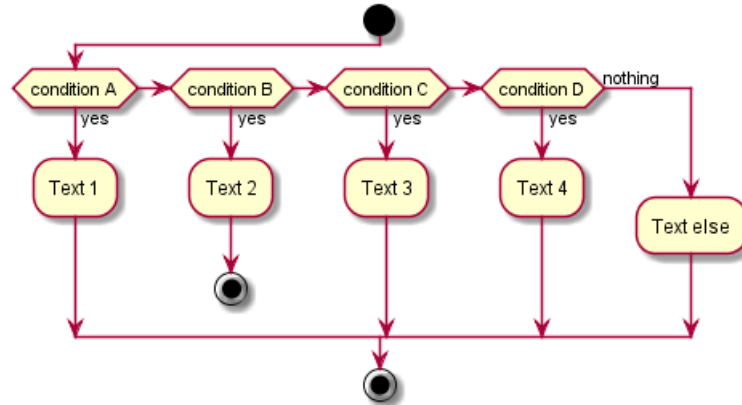 condition A
condition B
condition C
condition D
nothing
yes
yes
yes
yes
Text 1
Text 2
Text 3
Text 4
Text else